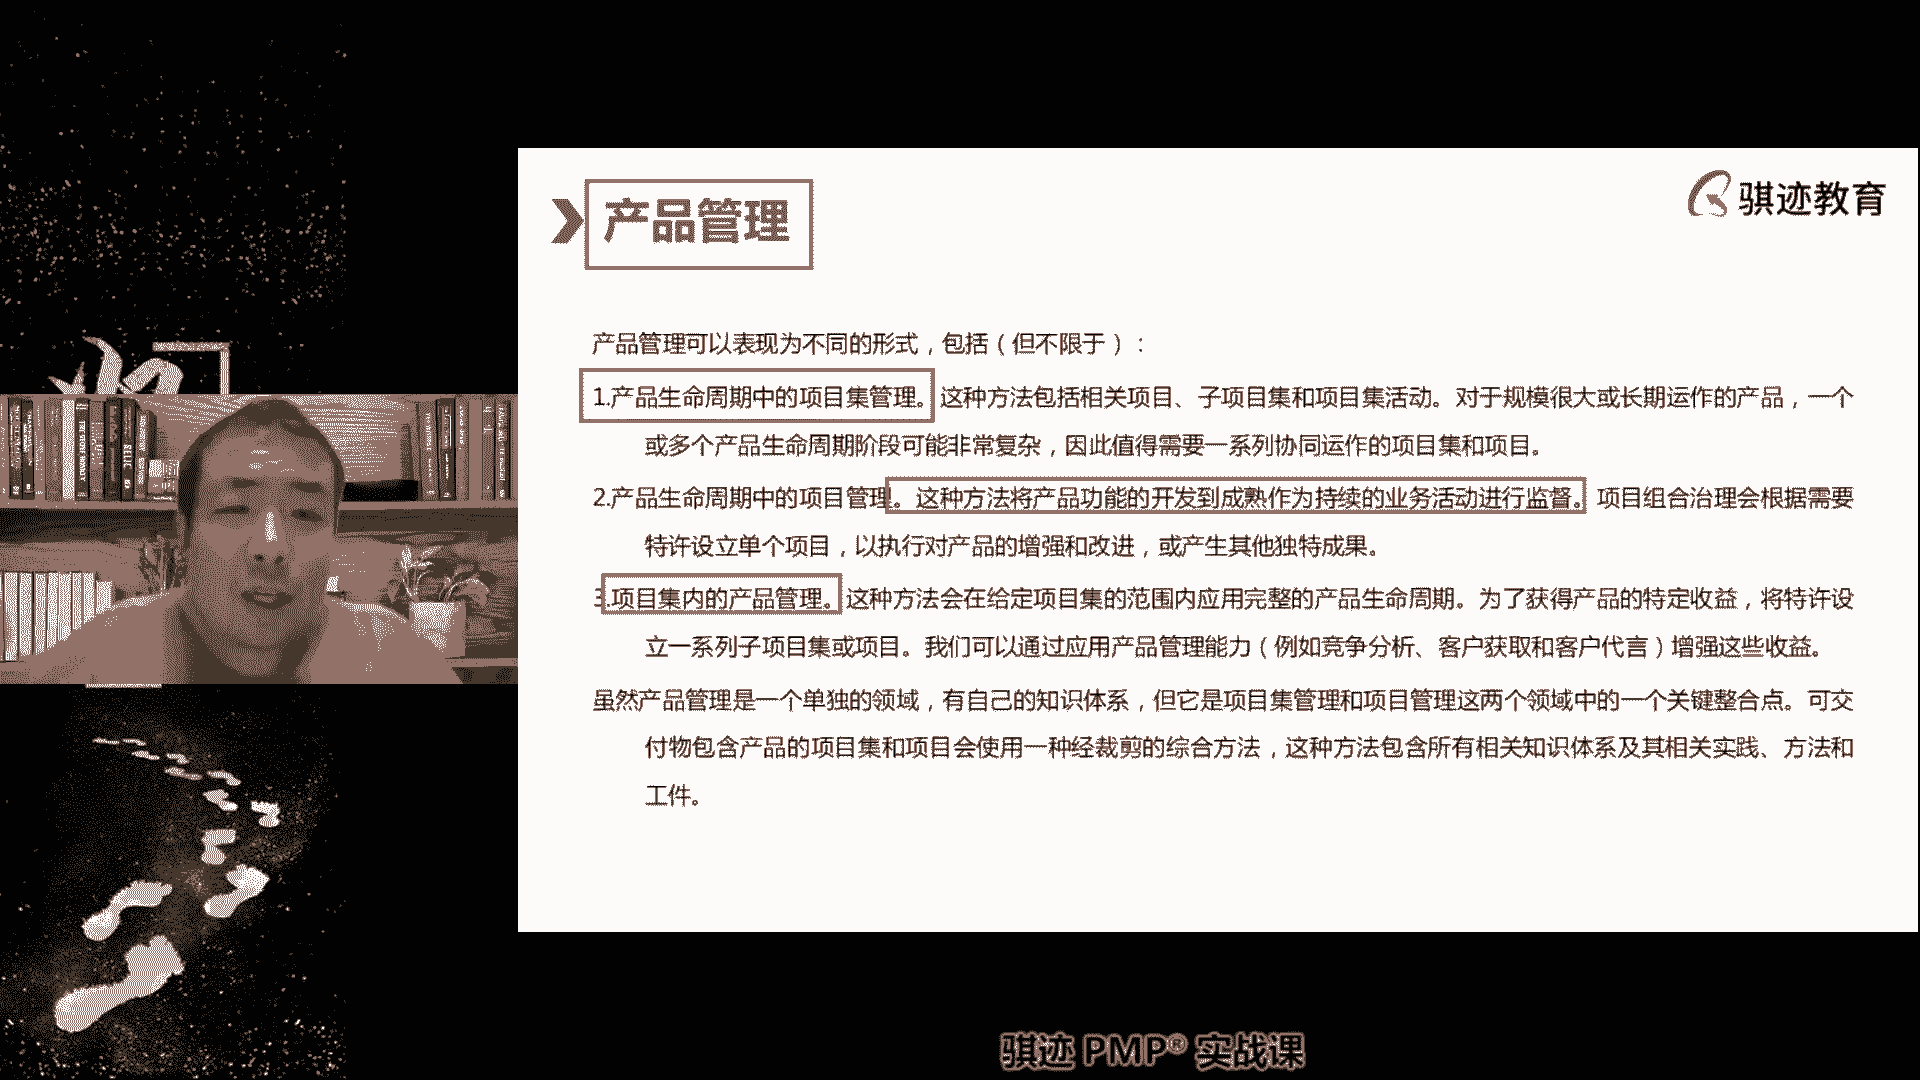 产品管理
骐迹教育
产品管理可以表现为不同的形式，包括（但不限于）：
1.产品生命周期中的项目集管理。这种方法包括相关项目、子项目集和项目集活动。对于规模很大或长期运作的产品，一个
或多个产品生命周期阶段可能非常复杂，因此值得需要一系列协同运作的项目集和项目。
2.产品生命周期中的项目管理。这种方法将产品功能的开发到成熟作为持续的业务活动进行监督。项目组合治理会根据需要
特许设立单个项目，以执行对产品的增强和改进，或产生其他独特成果。
3.项目集内的产品管理。这种方法会在给定项目集的范围内应用完整的产品生命周期。为了获得产品的特定收益，将特许设
立一系列子项目集或项目。我们可以通过应用产品管理能力（例如竞争分析、客户获取和客户代言）增强这些收益。
虽然产品管理是一个单独的领域，有自己的知识体系，但它是项目集管理和项目管理这两个领域中的一个关键整合点。可交
付物包含产品的项目集和项目会使用一种经裁剪的综合方法，这种方法包含所有相关知识体系及其相关实践、方法和
工件。
骐迹 PMP® 实战课